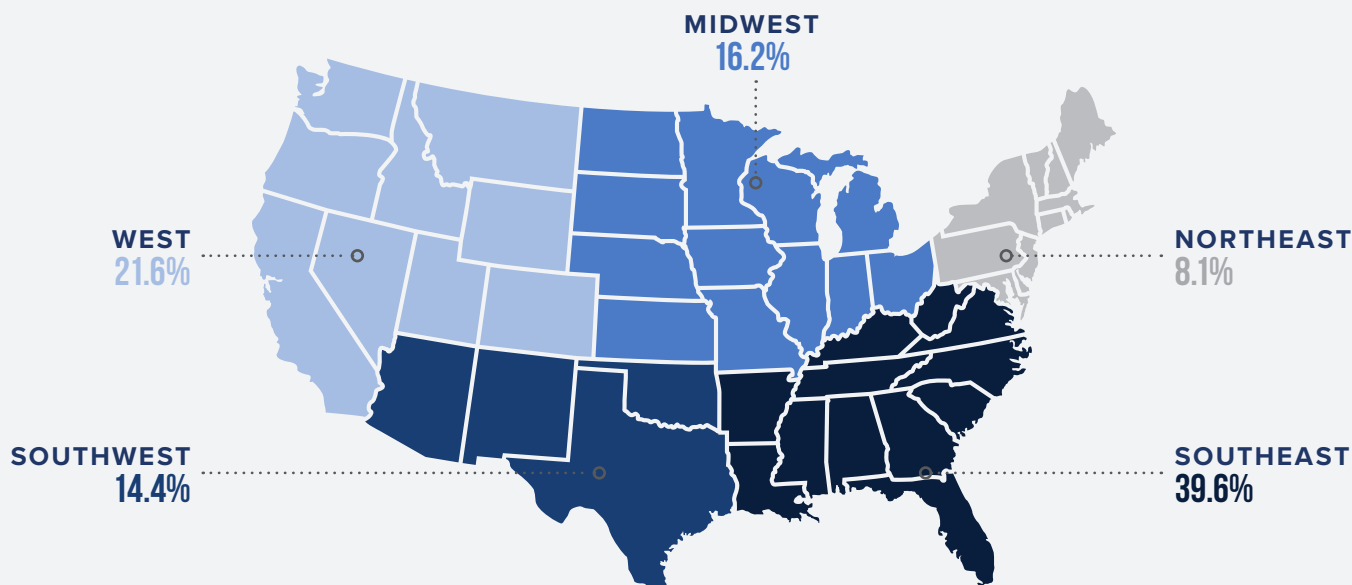 MIDWEST
16.2%
WEST
21.6%
NORTHEAST
8.1%
SOUTHWEST
14.4%
SOUTHEAST
39.6%